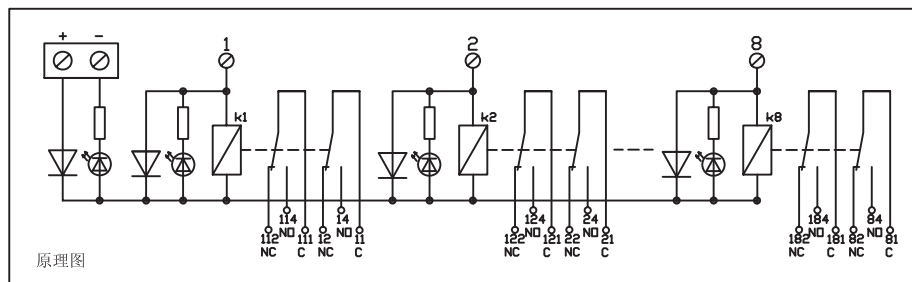 + −
1
2
8
k1
k2
k8
114 14 124 24 184 84
NO NO NO NO NO NO
112 111 12 11 122 121 22 21 182 181 82 81
NC C NC C NC C NC C NC C NC C
原理图